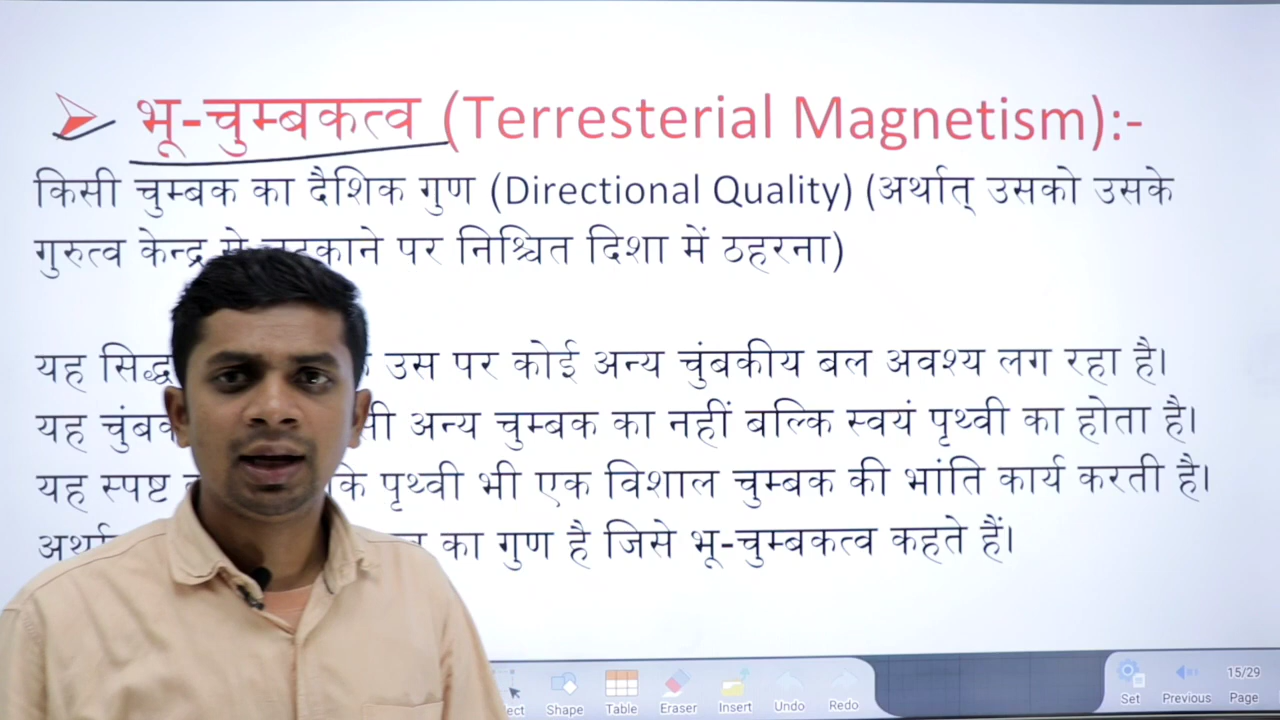 भू-चुम्बकत्व (Terresterial Magnetism):-
किसी चुम्बक का दैशिक गुण (Directional Quality) (अर्थात् उसको उसके
गुरुत्व केन्द्र से लटकाने पर निश्चित दिशा में ठहरना)
यह सिद्ध उस पर कोई अन्य चुंबकीय बल अवश्य लग रहा है।
यह अन्य चुम्बक का नहीं बल्कि स्वयं पृथ्वी का होता है।
यह स्पष्ट कि पृथ्वी भी एक विशाल चुम्बक की भांति कार्य करती है।
का गुण है जिसे भू-चुम्बकत्व कहते हैं।
Shape Table Eraser Insert Undo Redo Set Previous 15/29 Page